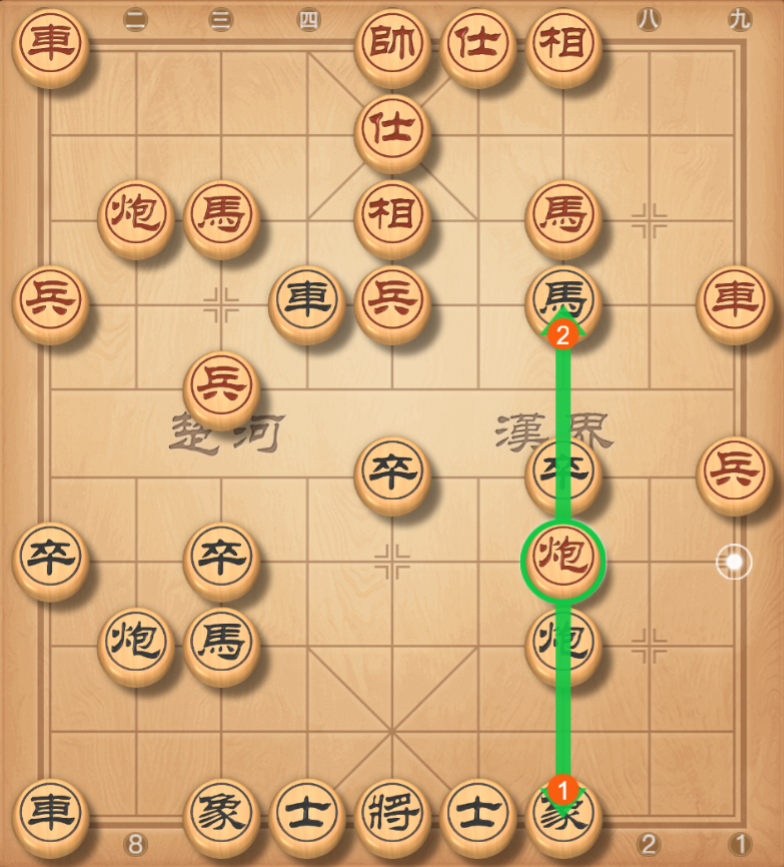 二 三 四 八 九
車 帥 仕 相
仕
炮 馬 相 馬
兵 車 兵 馬 車
2
兵
楚河 漢界
卒 卒 兵
卒 卒 炮
炮 馬 炮
1
車 象 士 將 士 象
8 2 1